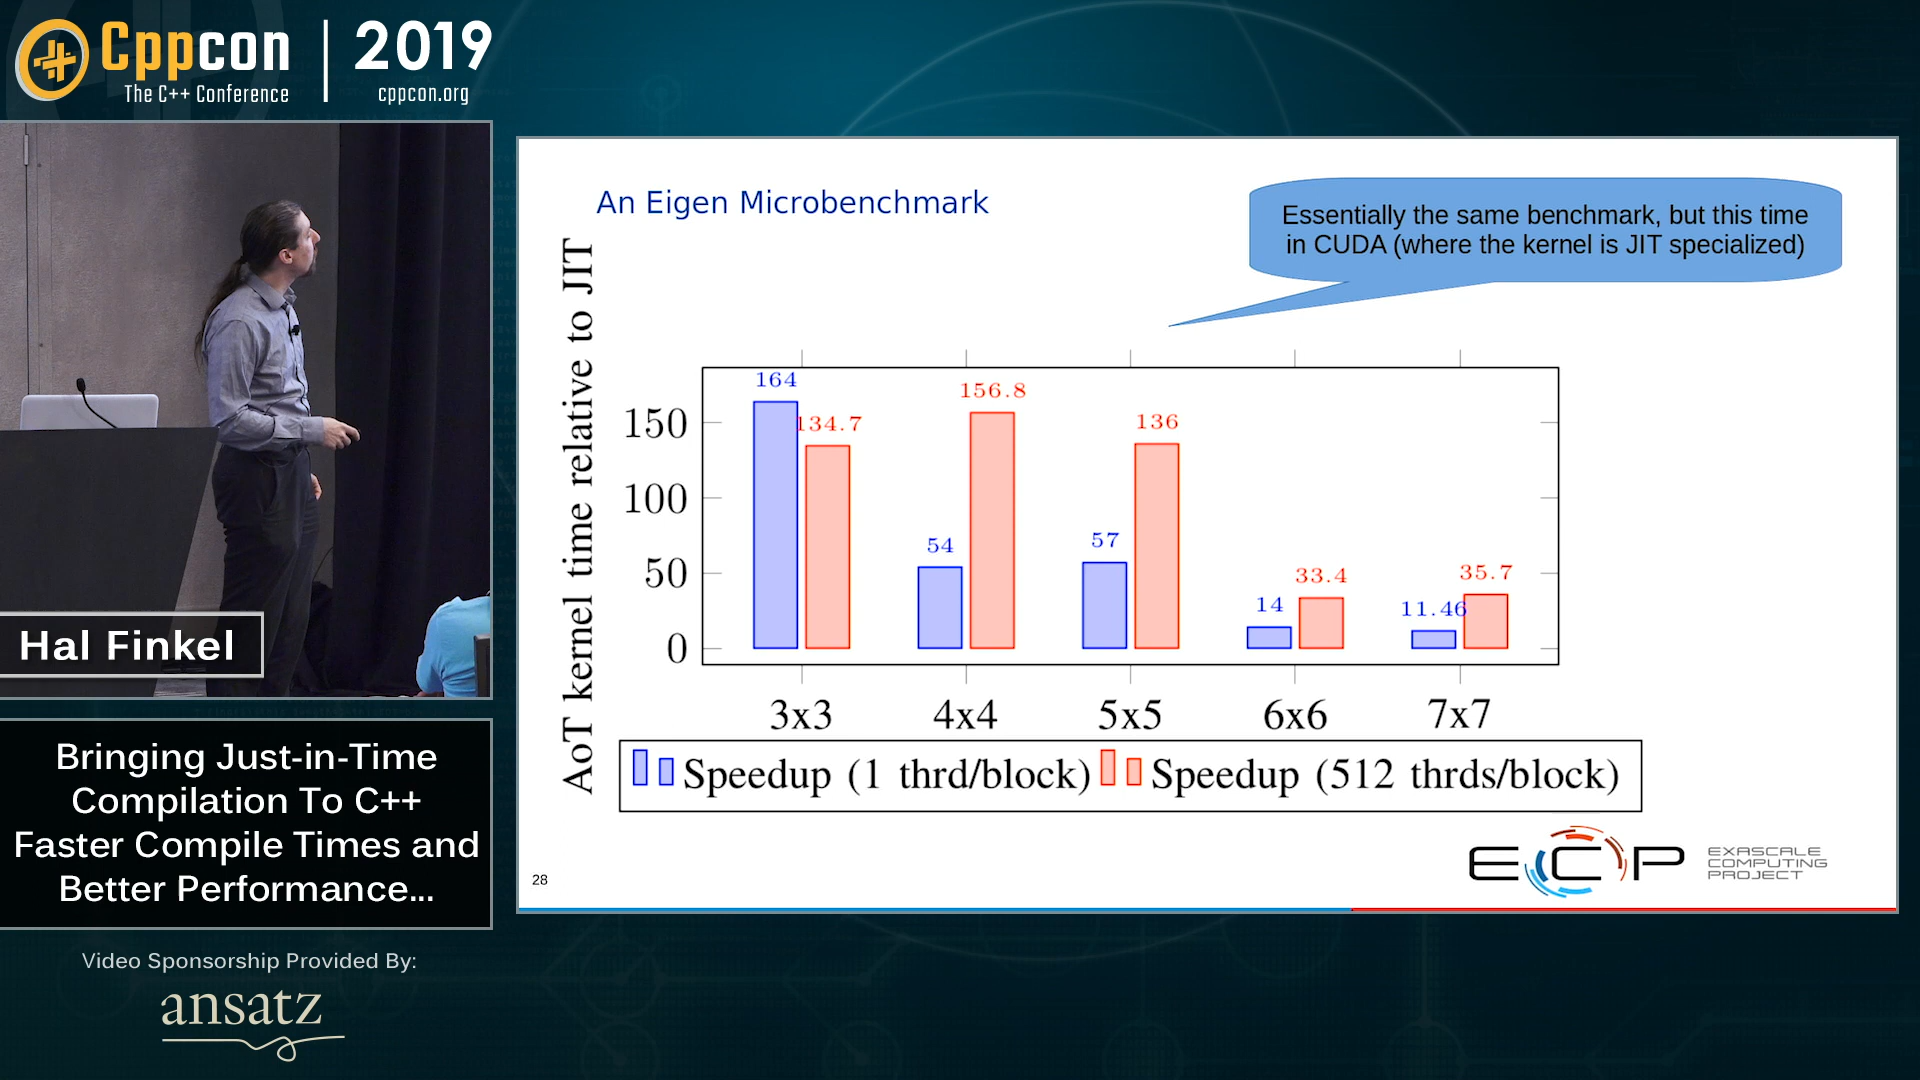 Cppcon
The C++ Conference
2019
cppcon.org
Hal Finkel
Bringing Just-in-Time
Compilation To C++
Faster Compile Times and
Better Performance...
Video Sponsorship Provided By:
ansatz
An Eigen Microbenchmark
Essentially the same benchmark, but this time
in CUDA (where the kernel is JIT specialized)
AoT kernel time relative to JIT
150
100
50
0
164
134.7
54
156.8
57
136
14
33.4
11.46
35.7
3x3 4x4 5x5 6x6 7x7
Speedup (1 thrd/block) Speedup (512 thrds/block)
28
ECP
EXASCALE
COMPUTING
PROJECT